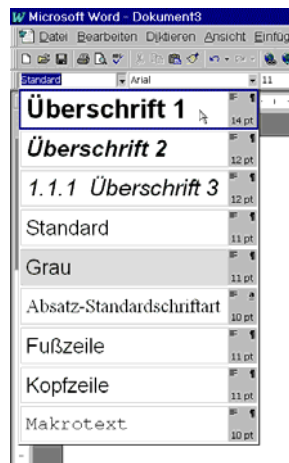 Microsoft Word - Dokument3
Datei Bearbeiten Diktieren Ansicht Einfüg
Standard Arial 11
Überschrift 1 14 pt
Überschrift 2 12 pt
1.1.1 Überschrift 3 12 pt
Standard 11 pt
Grau 11 pt
Absatz-Standardschriftart a 10 pt
Fußzeile 11 pt
Kopfzeile 11 pt
Makrotext 10 pt